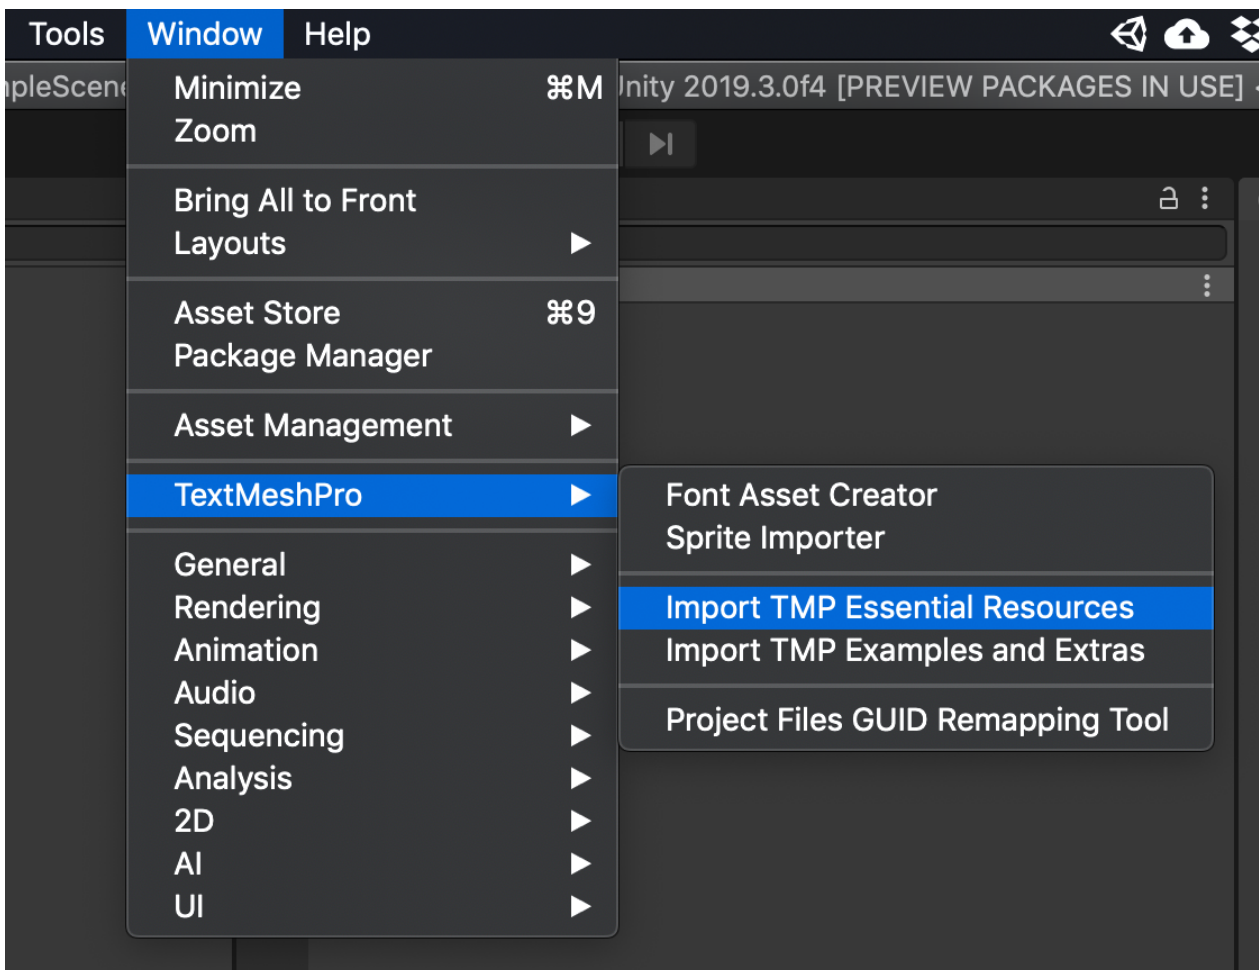 Tools Window Help
Minimize ⌘M
Unity 2019.3.0f4 [PREVIEW PACKAGES IN USE]
Zoom
Bring All to Front
Layouts
Asset Store ⌘9
Package Manager
Asset Management
TextMeshPro
Font Asset Creator
Sprite Importer
Import TMP Essential Resources
Import TMP Examples and Extras
Project Files GUID Remapping Tool
General
Rendering
Animation
Audio
Sequencing
Analysis
2D
AI
UI